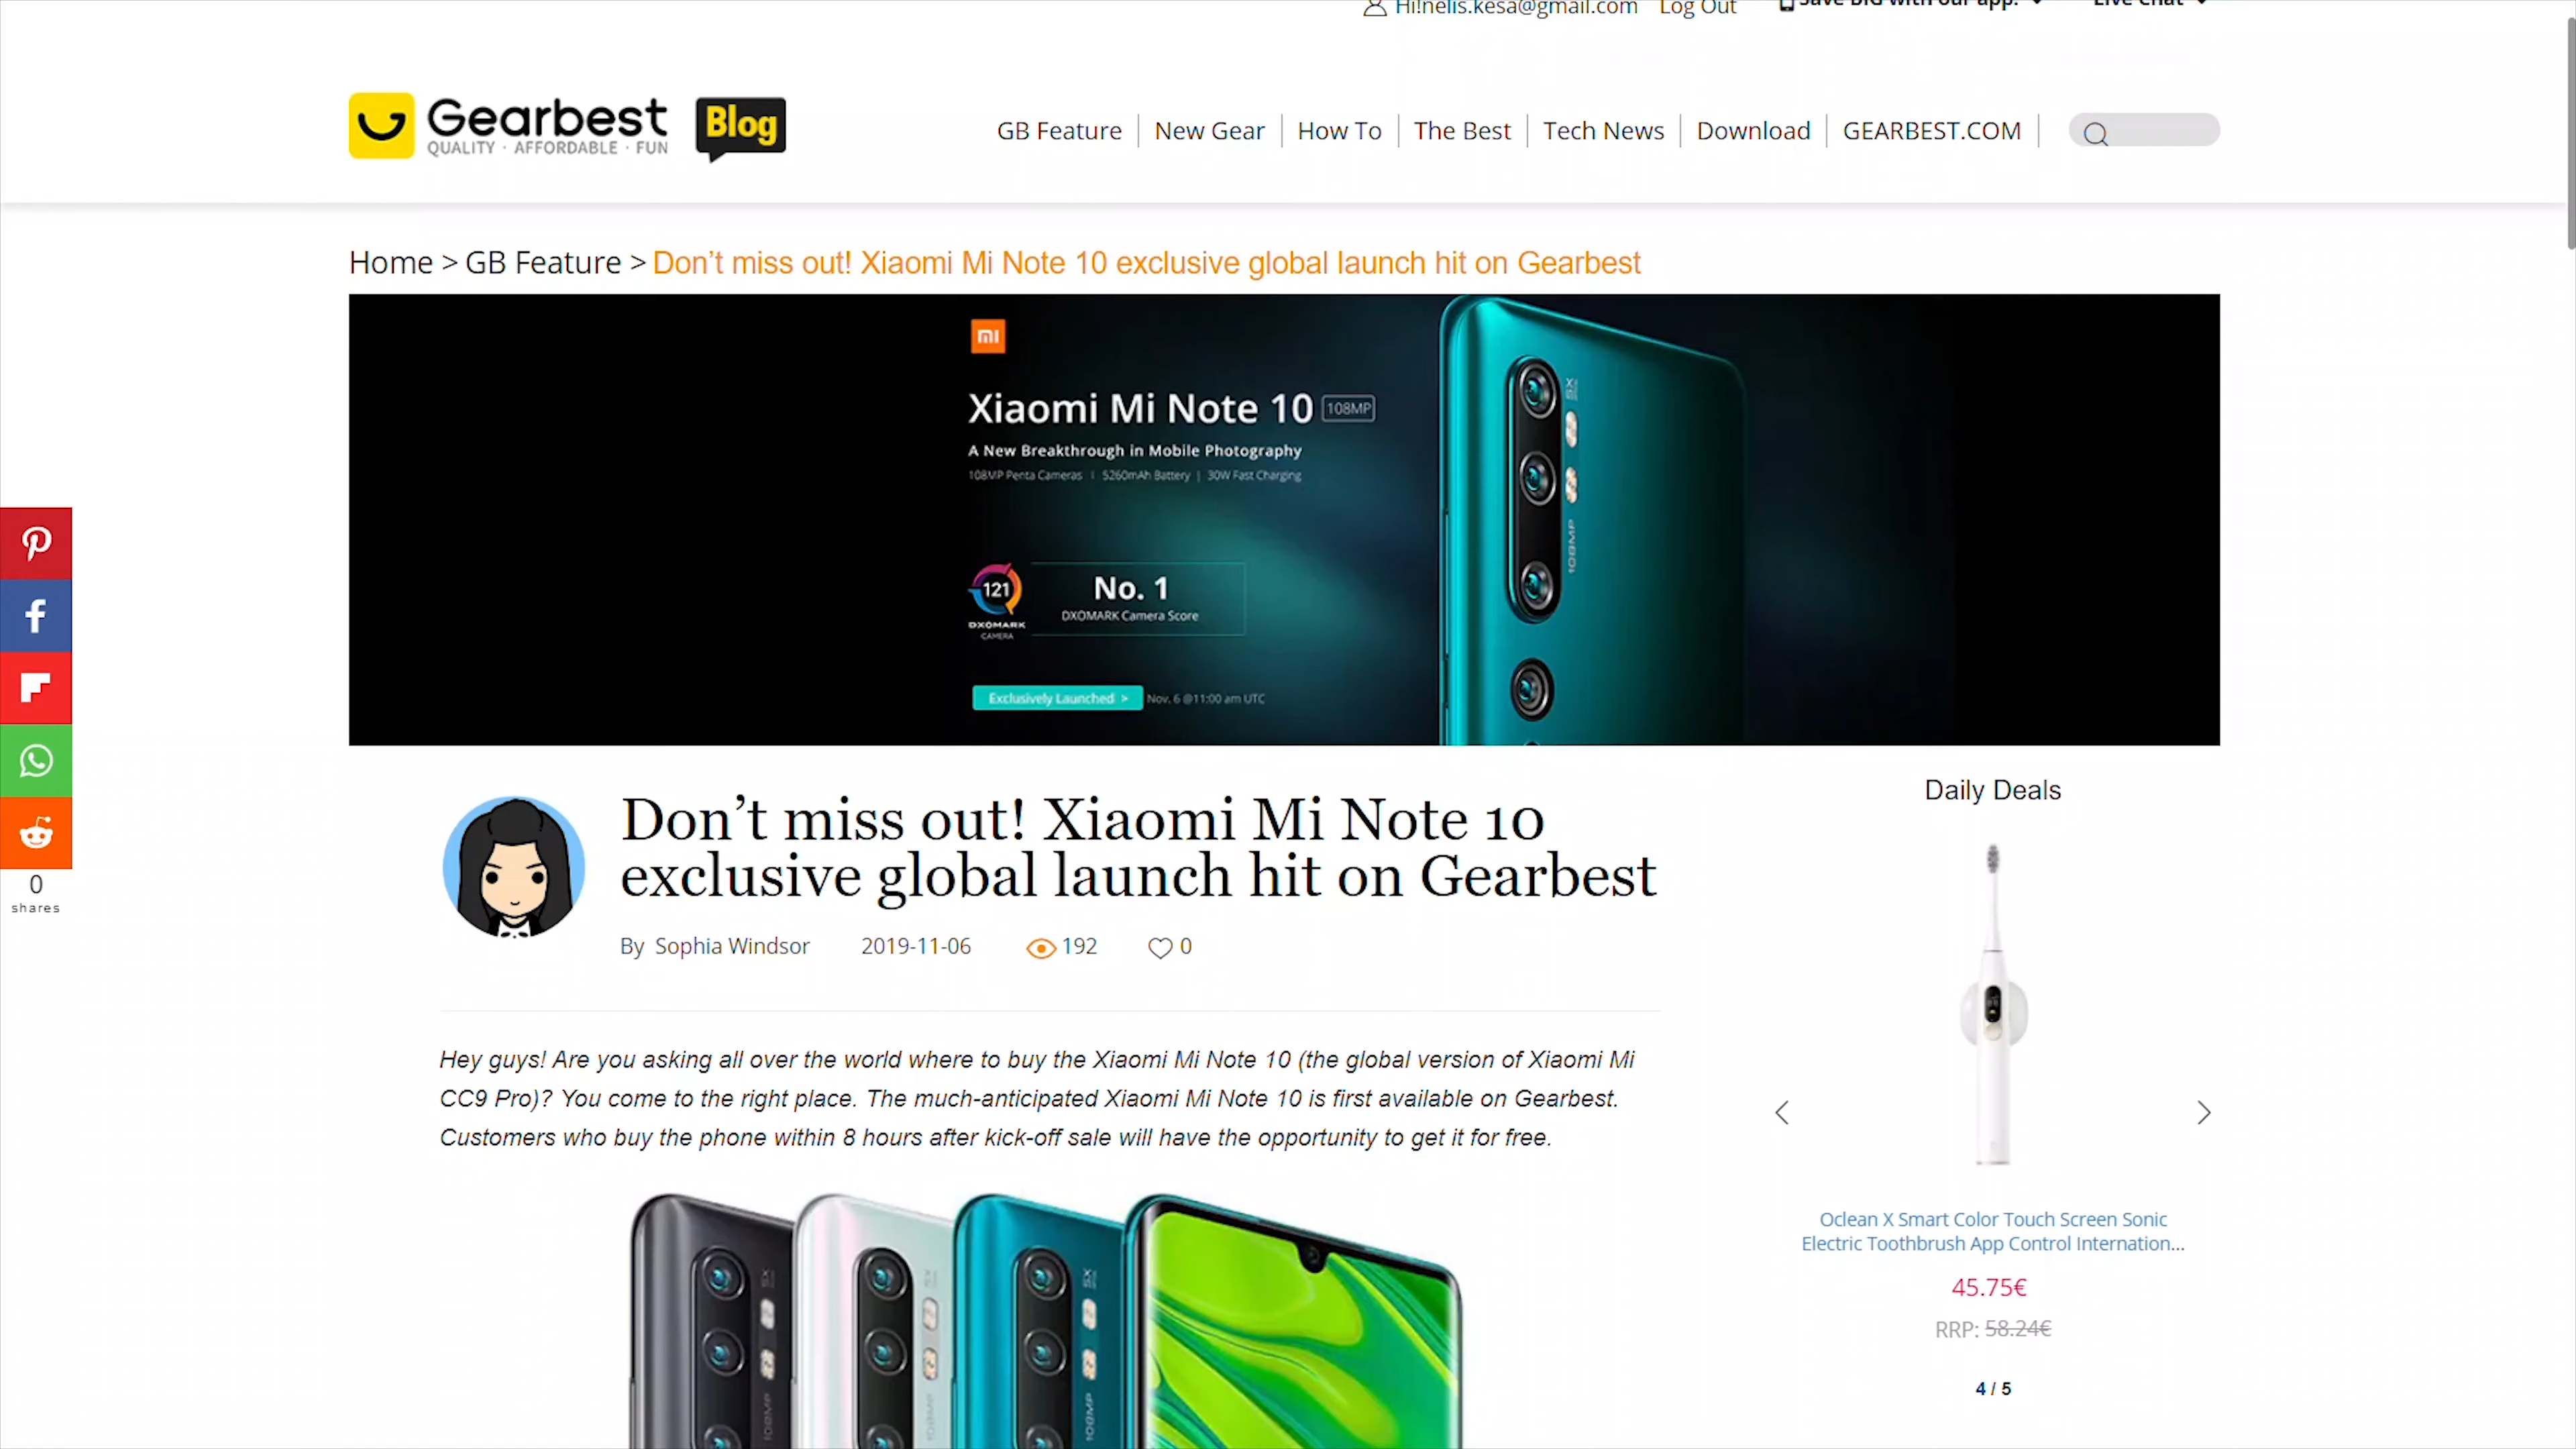 Hi!nelis.kesa@gmail.com Log Out Save BIG with our app! Live Chat
Gearbest Blog
QUALITY · AFFORDABLE · FUN
GB Feature New Gear How To The Best Tech News Download GEARBEST.COM
Home > GB Feature > Don’t miss out! Xiaomi Mi Note 10 exclusive global launch hit on Gearbest
mi
Xiaomi Mi Note 10 108MP
A New Breakthrough in Mobile Photography
108MP Penta Cameras | 5260mAh Battery | 30W Fast Charging
5X
108MP
121
DXOMARK
CAMERA
No. 1
DXOMARK Camera Score
Exclusively Launched > Nov. 6 @11:00 am UTC
0
shares
Don’t miss out! Xiaomi Mi Note 10
exclusive global launch hit on Gearbest
By Sophia Windsor 2019-11-06 192 0
Hey guys! Are you asking all over the world where to buy the Xiaomi Mi Note 10 (the global version of Xiaomi Mi
CC9 Pro)? You come to the right place. The much-anticipated Xiaomi Mi Note 10 is first available on Gearbest.
Customers who buy the phone within 8 hours after kick-off sale will have the opportunity to get it for free.
5X
5X
5X
108MP
108MP
108MP
Daily Deals
Oclean X Smart Color Touch Screen Sonic
Electric Toothbrush App Control Internation...
45.75€
RRP: 58.24€
4 / 5